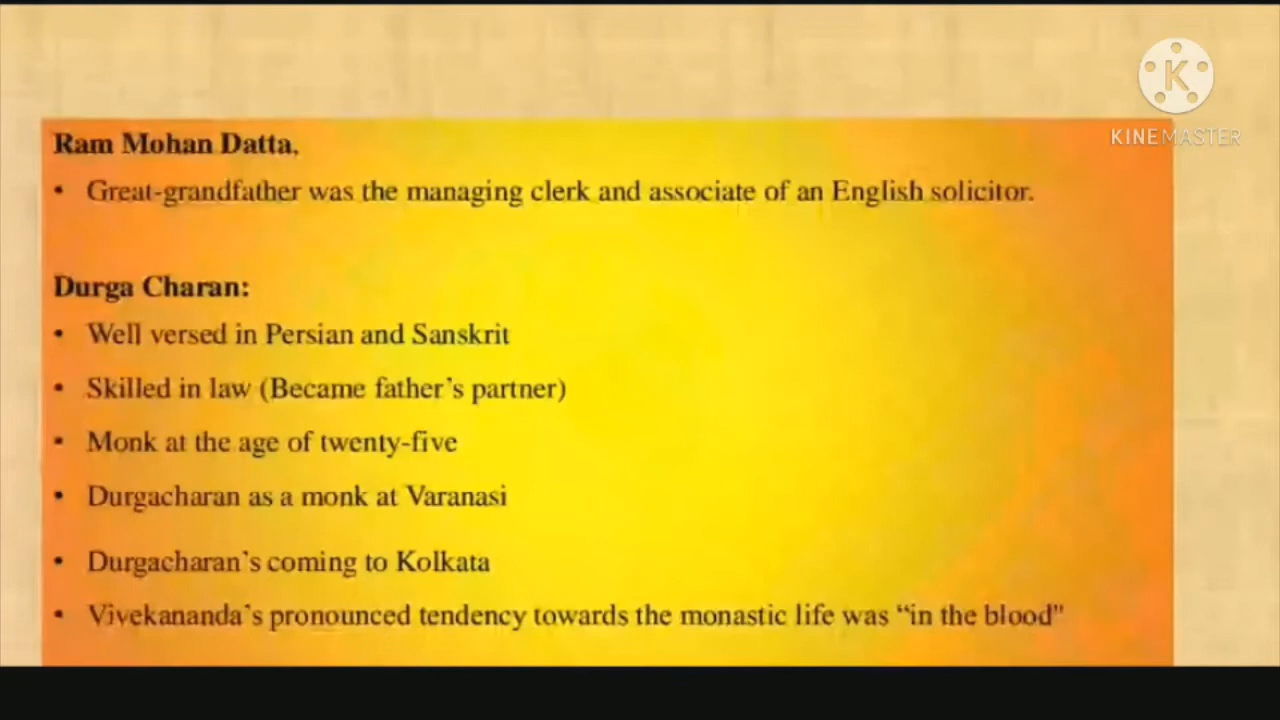 K
KINEMASTER
Ram Mohan Datta,
• Great-grandfather was the managing clerk and associate of an English solicitor.
Durga Charan:
• Well versed in Persian and Sanskrit
• Skilled in law (Became father’s partner)
• Monk at the age of twenty-five
• Durgacharan as a monk at Varanasi
• Durgacharan’s coming to Kolkata
• Vivekananda’s pronounced tendency towards the monastic life was “in the blood"